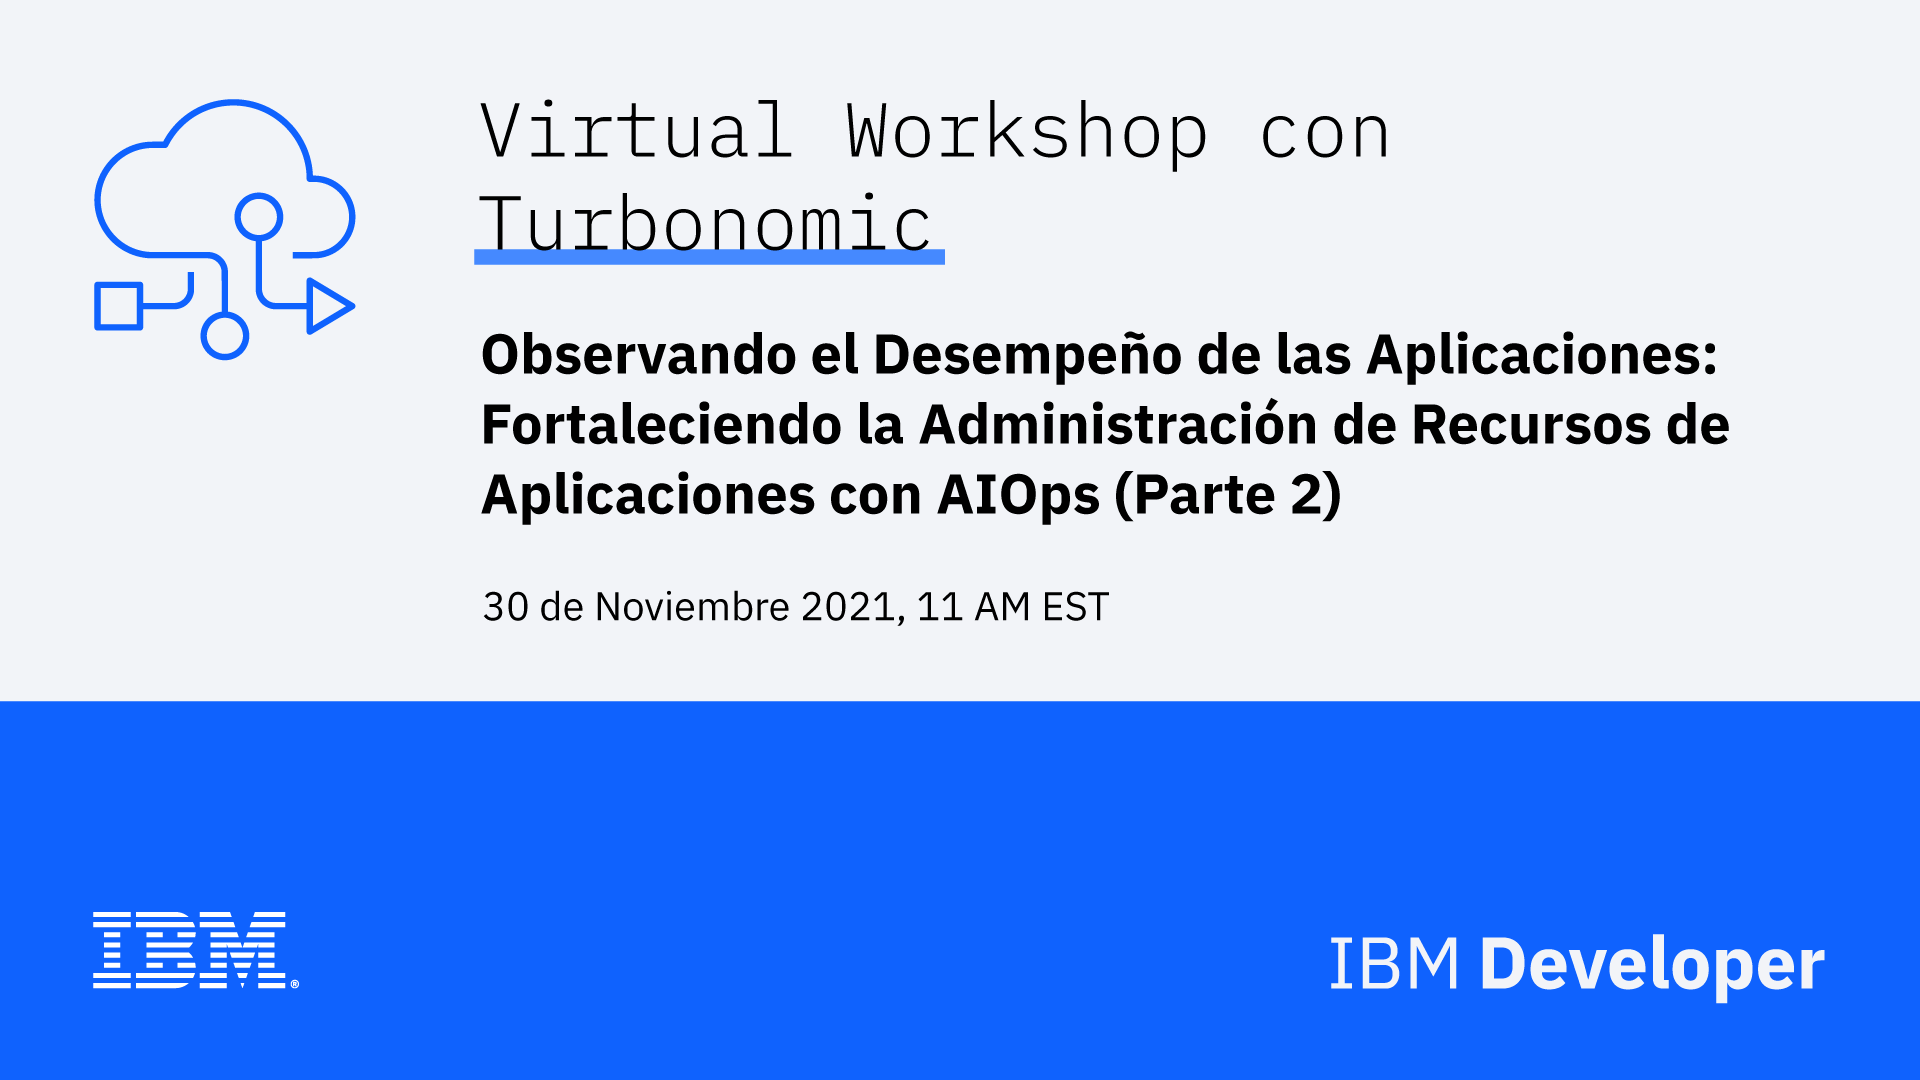 Virtual Workshop con
Turbonomic
Observando el Desempeño de las Aplicaciones:
Fortaleciendo la Administración de Recursos de
Aplicaciones con AIOps (Parte 2)
30 de Noviembre 2021, 11 AM EST
IBM®
IBM Developer